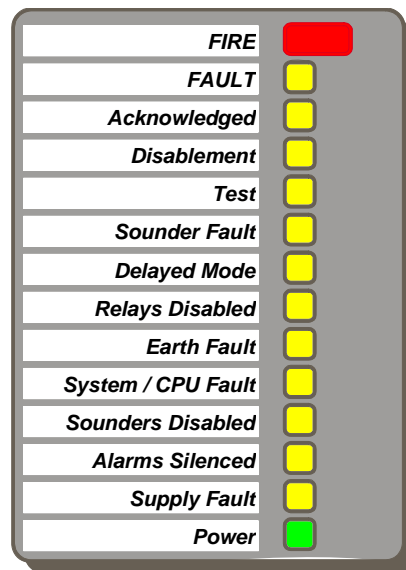 FIRE
FAULT
Acknowledged
Disablement
Test
Sounder Fault
Delayed Mode
Relays Disabled
Earth Fault
System / CPU Fault
Sounders Disabled
Alarms Silenced
Supply Fault
Power